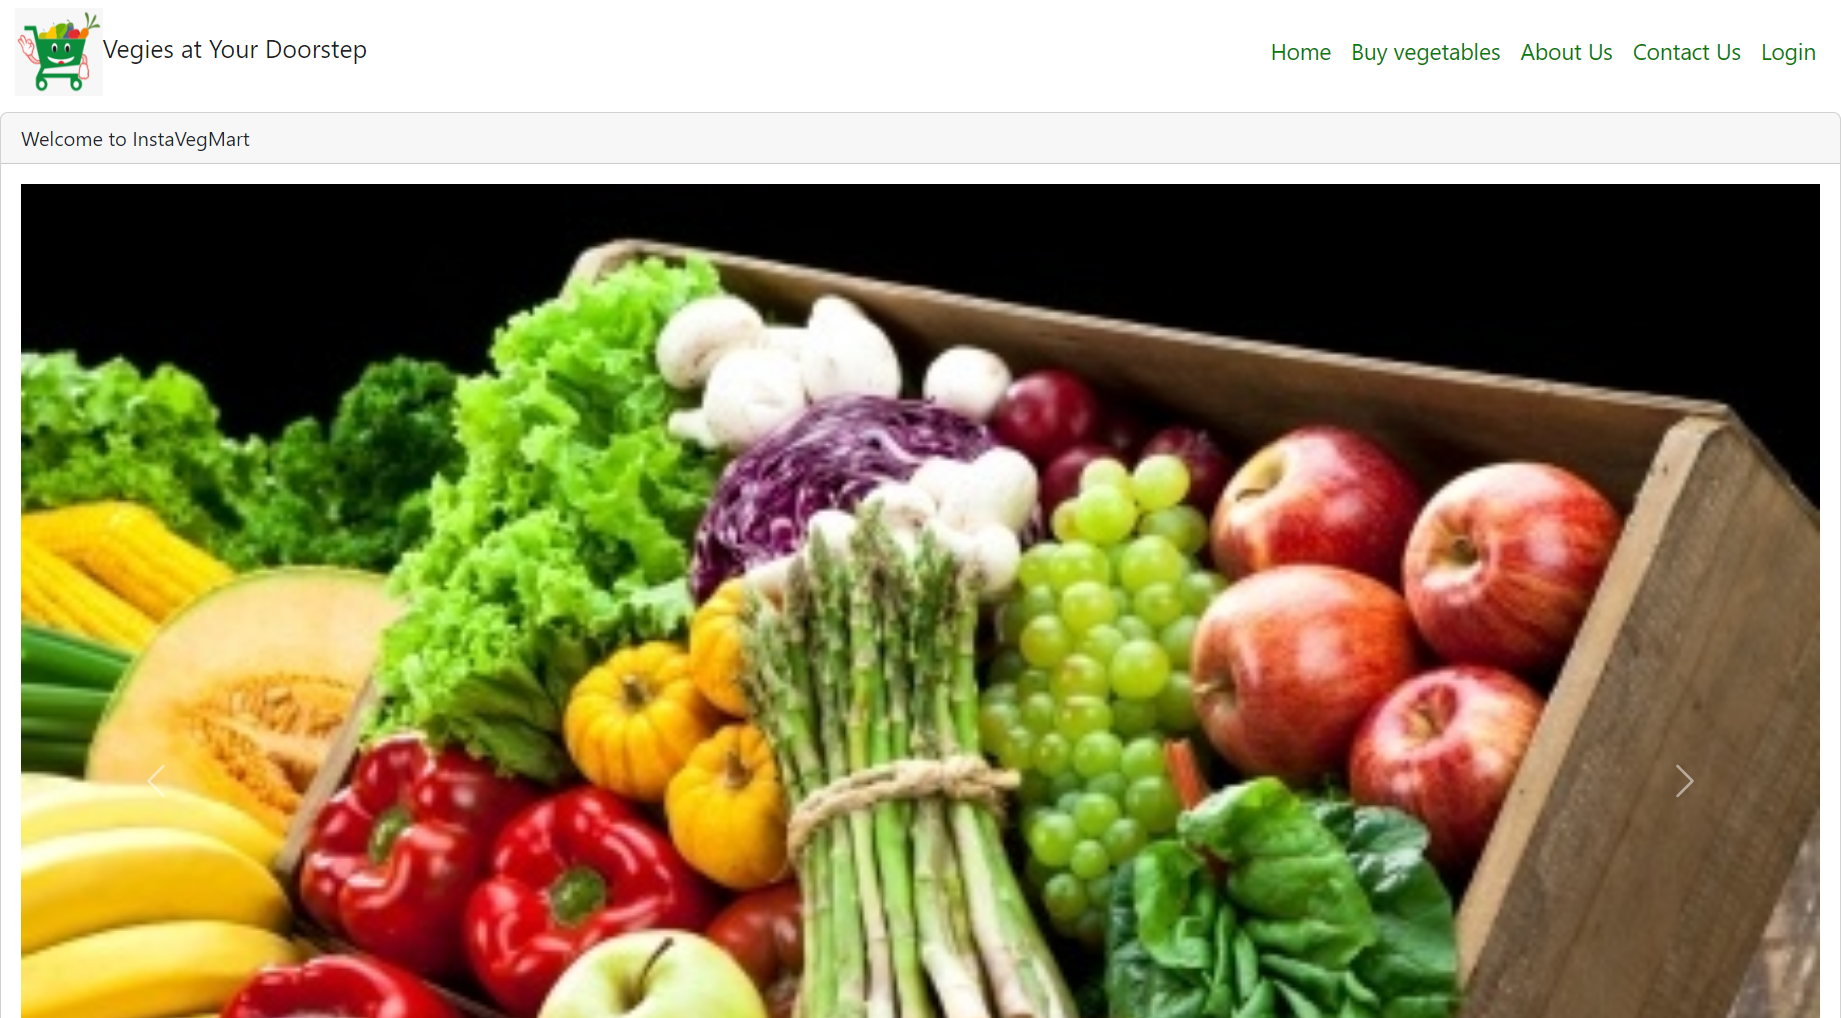 Vegies at Your Doorstep
Home Buy vegetables About Us Contact Us Login
Welcome to InstaVegMart